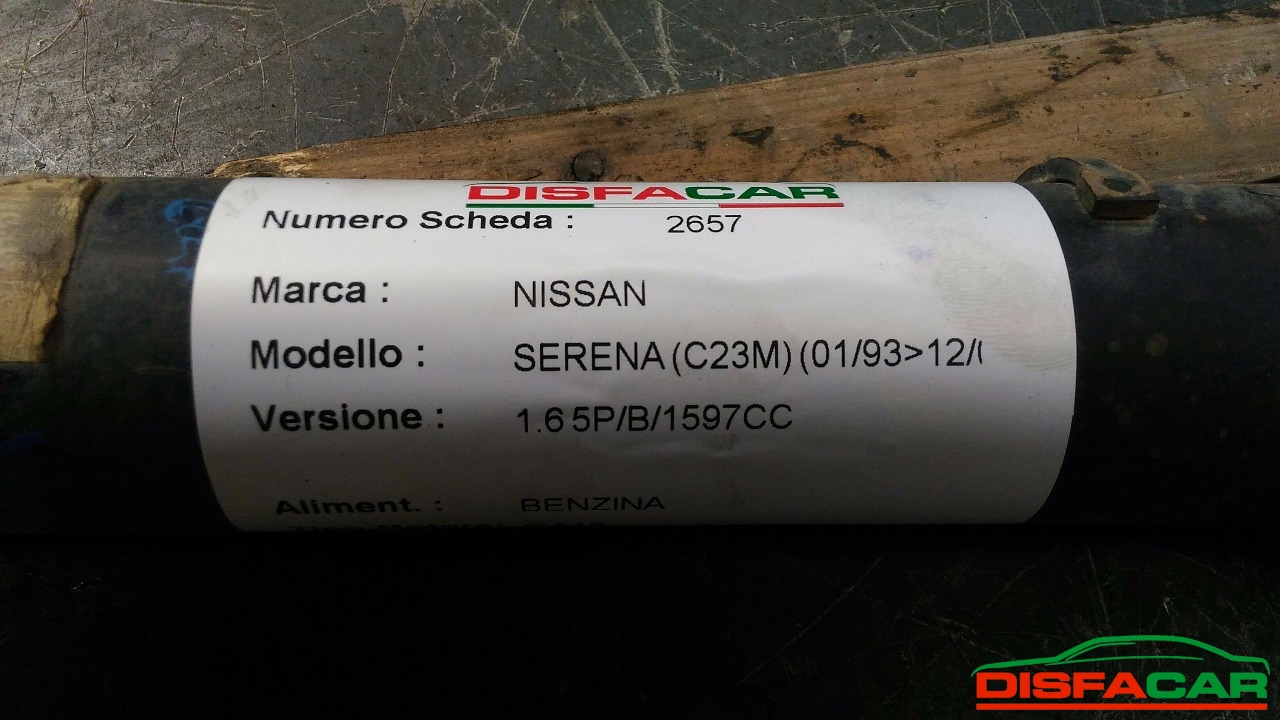 DISFACAR
Numero Scheda : 2657
Marca : NISSAN
Modello : SERENA (C23M) (01/93>12/
Versione : 1.6 5P/B/1597CC
Aliment. : BENZINA
DISFACAR